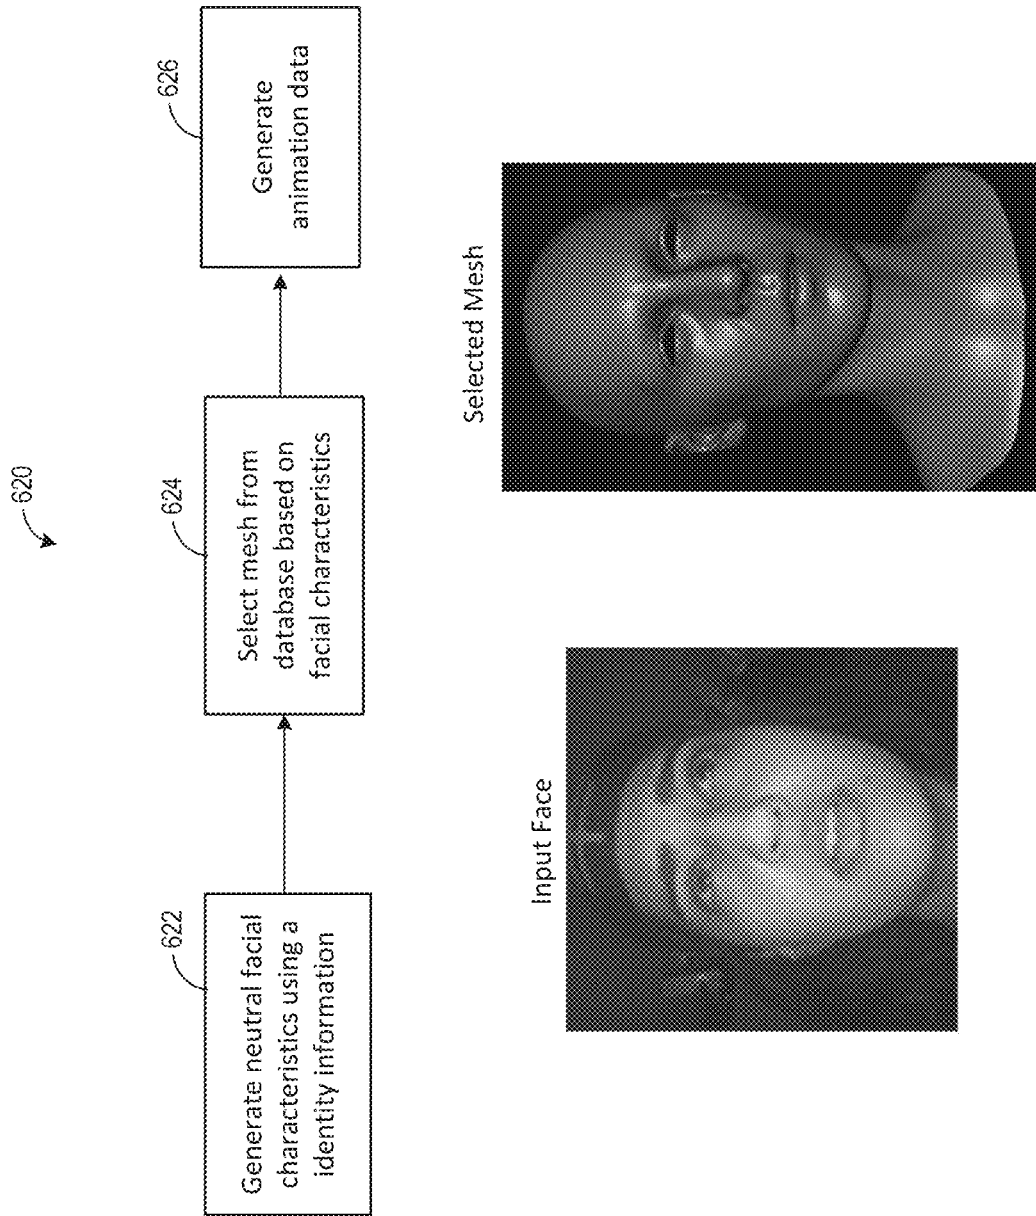 620
622
Generate neutral facial
characteristics using a
identity information
624
Select mesh from
database based on
facial characteristics
626
Generate
animation data
Input Face
Selected Mesh